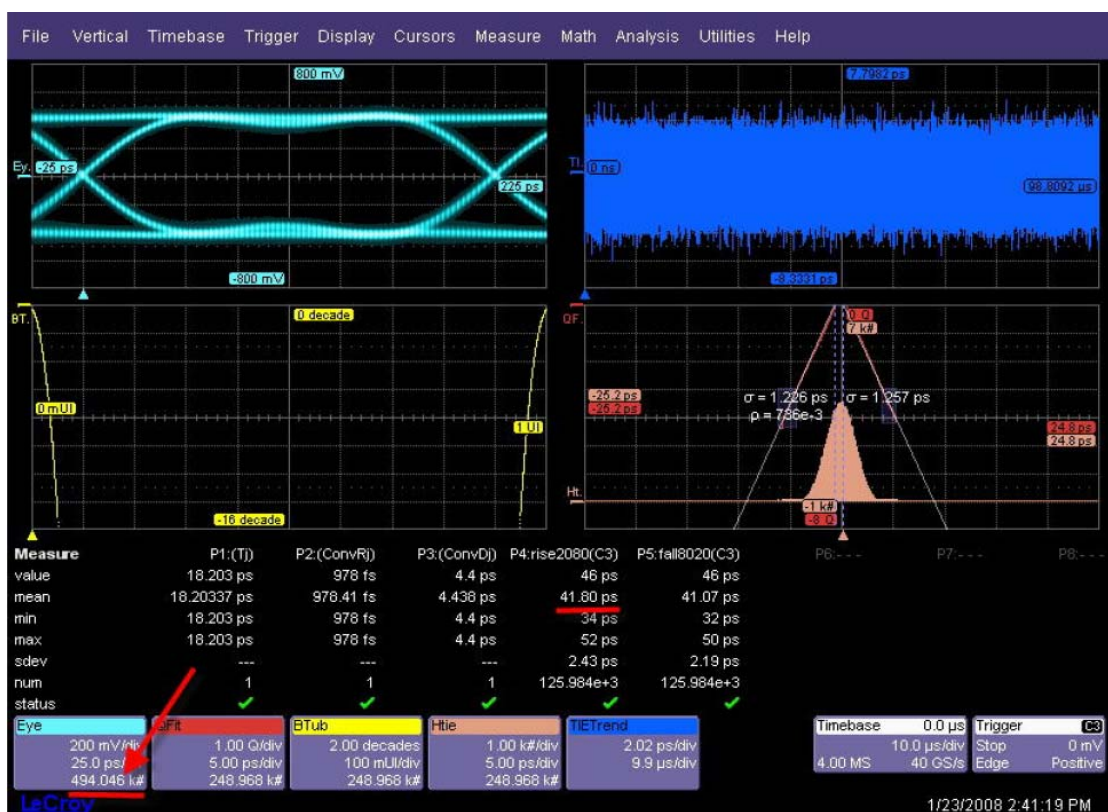 File Vertical Timebase Trigger Display Cursors Measure Math Analysis Utilities Help
800 mV
Ey. -25 ps
225 ps
-800 mV
7.7982 ps
TI. 0 ns
98.8092 µs
-8.3331 ps
BT.
0 decade
0 mUI
1 UI
-16 decade
QF.
0 Q
7 k#
-25.2 ps
-25.2 ps
σ = 1.226 ps σ = 1.257 ps
ρ = 736e-3
24.8 ps
24.8 ps
Ht.
-1 k#
-8 Q
Measure P1:(Tj) P2:(ConvRj) P3:(ConvDj) P4:rise2080(C3) P5:fall8020(C3) P6:- - - P7:- - - P8:- - -
value 18.203 ps 978 fs 4.4 ps 46 ps 46 ps
mean 18.20337 ps 978.41 fs 4.438 ps 41.80 ps 41.07 ps
min 18.203 ps 978 fs 4.4 ps 34 ps 32 ps
max 18.203 ps 978 fs 4.4 ps 52 ps 50 ps
sdev --- --- --- 2.43 ps 2.19 ps
num 1 1 1 125.984e+3 125.984e+3
status
Eye
200 mV/div
25.0 ps/
494.046 k#
QFit
1.00 Q/div
5.00 ps/div
248.968 k#
BTub
2.00 decades
100 mUI/div
248.968 k#
Htie
1.00 k#/div
5.00 ps/div
248.968 k#
TIETrend
2.02 ps/div
9.9 µs/div
Timebase 0.0 µs
10.0 µs/div
4.00 MS 40 GS/s
Trigger C3
Stop 0 mV
Edge Positive
LeCroy
1/23/2008 2:41:19 PM